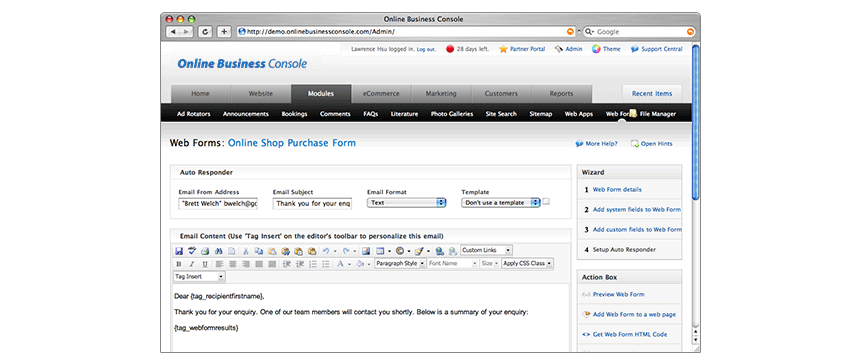 Online Business Console
http://demo.onlinebusinessconsole.com/Admin/
Google
Lawrence Hsu logged in. Log out. 28 days left. Partner Portal Admin Theme Support Central
Online Business Console
Home Website Modules eCommerce Marketing Customers Reports Recent Items
Ad Rotators Announcements Bookings Comments FAQs Literature Photo Galleries Site Search Sitemap Web Apps Web For File Manager
Web Forms: Online Shop Purchase Form
More Help? Open Hints
Auto Responder
Email From Address Email Subject Email Format Template
"Brett Welch" bwelch@gc Thank you for your enq Text Don't use a template
Email Content (Use 'Tag Insert' on the editor's toolbar to personalize this email)
Custom Links
B I U Paragraph Style Font Name Size Apply CSS Class
Tag Insert
Dear {tag_recipientfirstname},
Thank you for your enquiry. One of our team members will contact you shortly. Below is a summary of your enquiry:
{tag_webformresults}
Wizard
1 Web Form details
2 Add system fields to Web Form
3 Add custom fields to Web Form
4 Setup Auto Responder
Action Box
Preview Web Form
Add Web Form to a web page
Get Web Form HTML Code